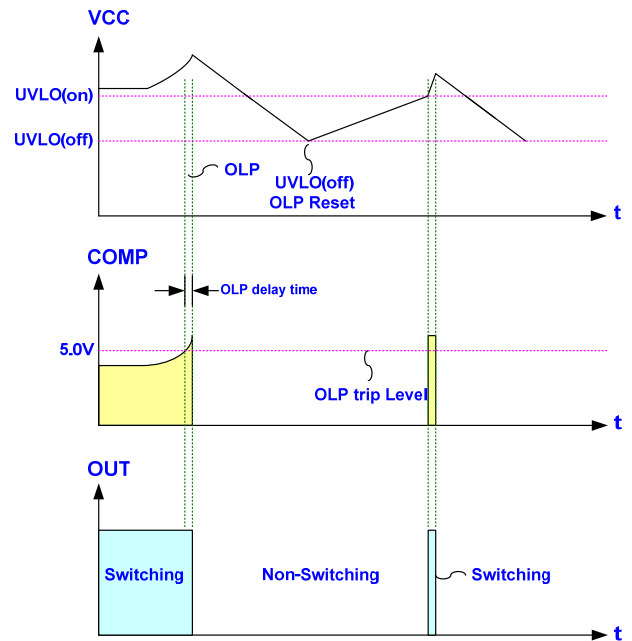 VCC
UVLO(on)
UVLO(off)
OLP
UVLO(off)
OLP Reset
t
COMP
OLP delay time
5.0V
OLP trip Level
t
OUT
Switching
Non-Switching
Switching
t